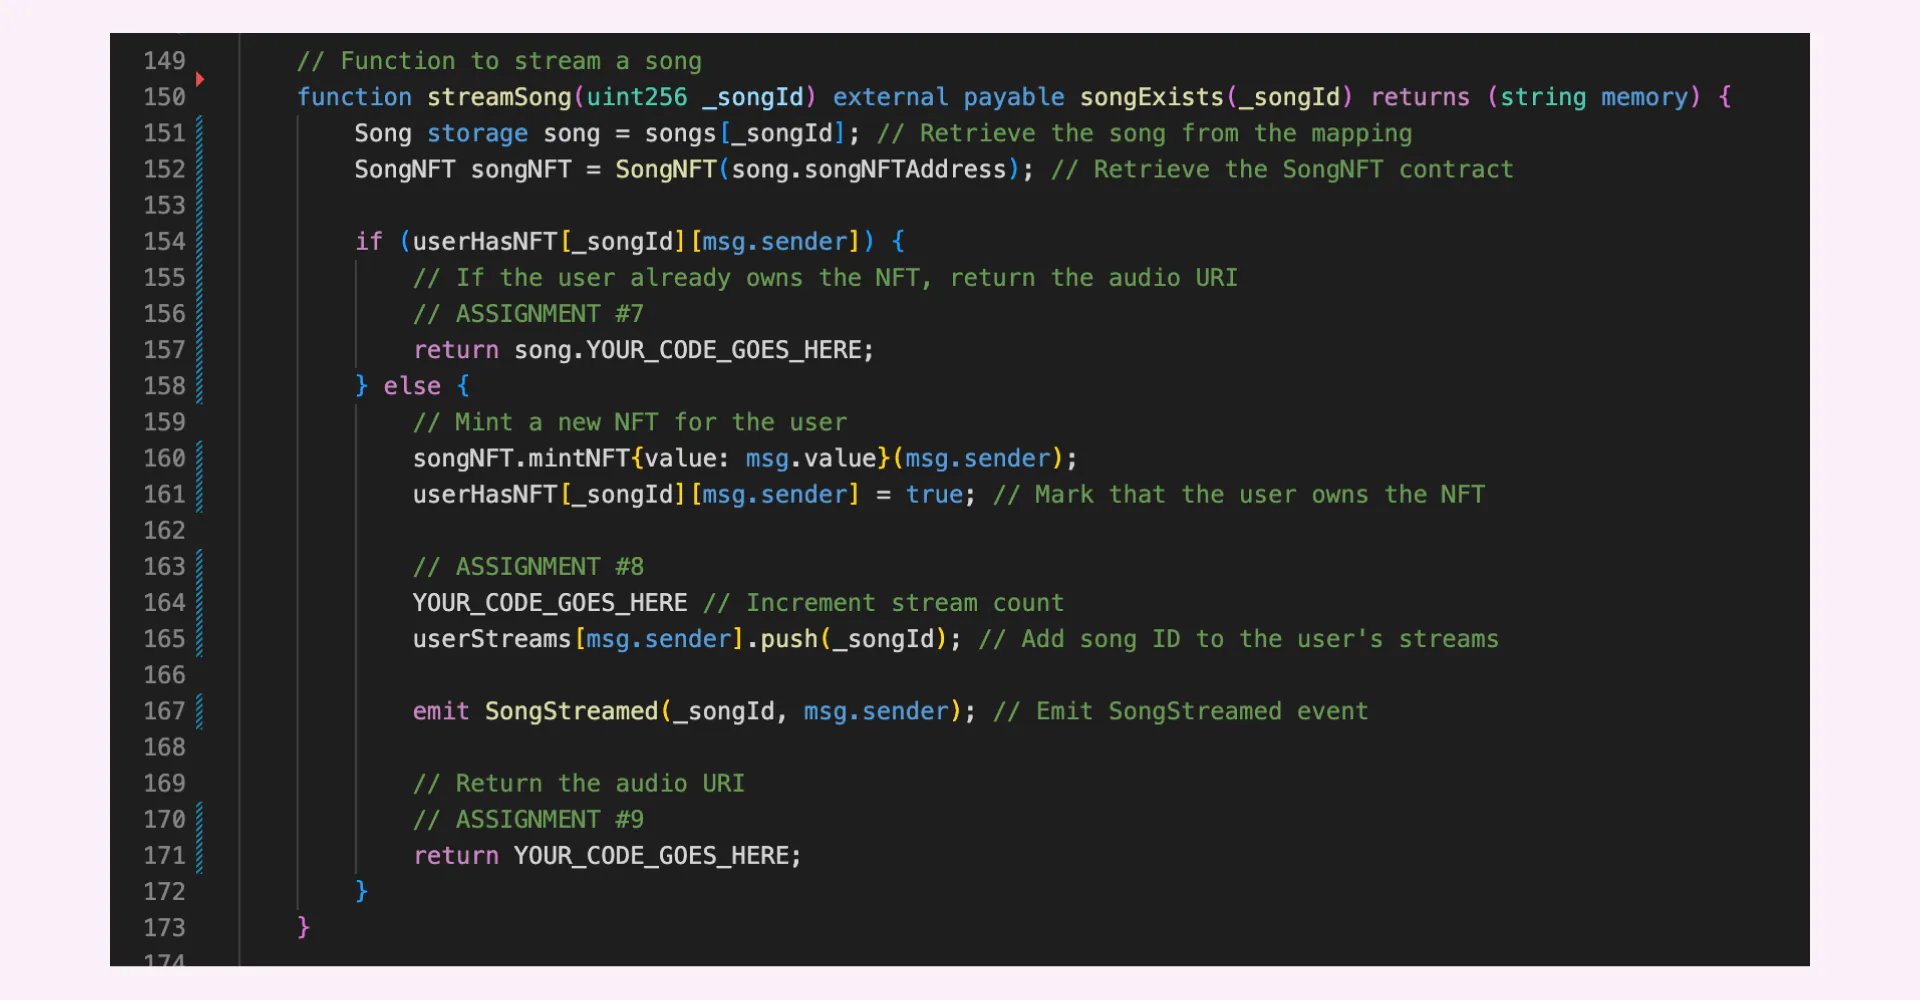 149 // Function to stream a song
150 function streamSong(uint256 _songId) external payable songExists(_songId) returns (string memory) {
151 Song storage song = songs[_songId]; // Retrieve the song from the mapping
152 SongNFT songNFT = SongNFT(song.songNFTAddress); // Retrieve the SongNFT contract
153
154 if (userHasNFT[_songId][msg.sender]) {
155 // If the user already owns the NFT, return the audio URI
156 // ASSIGNMENT #7
157 return song.YOUR_CODE_GOES_HERE;
158 } else {
159 // Mint a new NFT for the user
160 songNFT.mintNFT{value: msg.value}(msg.sender);
161 userHasNFT[_songId][msg.sender] = true; // Mark that the user owns the NFT
162
163 // ASSIGNMENT #8
164 YOUR_CODE_GOES_HERE // Increment stream count
165 userStreams[msg.sender].push(_songId); // Add song ID to the user's streams
166
167 emit SongStreamed(_songId, msg.sender); // Emit SongStreamed event
168
169 // Return the audio URI
170 // ASSIGNMENT #9
171 return YOUR_CODE_GOES_HERE;
172 }
173 }
174